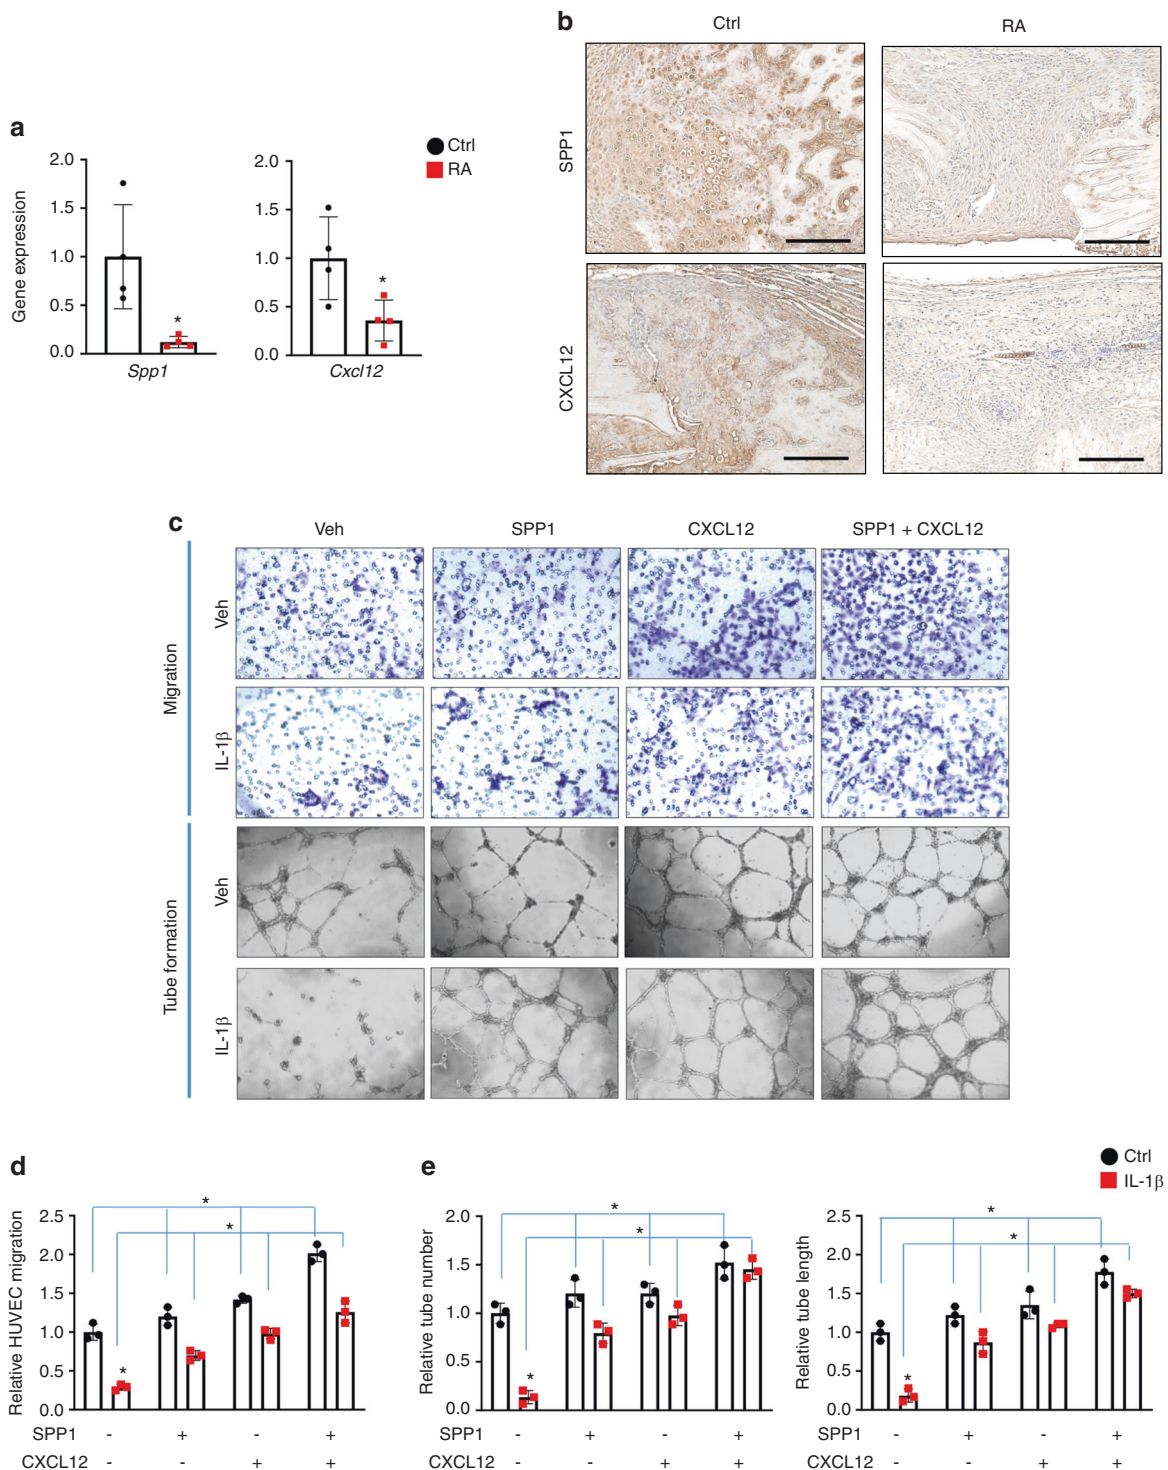 a
Ctrl
RA
Gene expression
2.0
1.5
1.0
0.5
0.0
*
Spp1
2.0
1.5
1.0
0.5
0.0
*
Cxcl12
b
Ctrl
RA
SPP1
CXCL12
c
Veh
SPP1
CXCL12
SPP1 + CXCL12
Migration
Veh
IL-1β
Tube formation
Veh
IL-1β
d
Relative HUVEC migration
2.5
2.0
1.5
1.0
0.5
0.0
*
*
*
SPP1 - + - +
CXCL12 - - + +
e
Ctrl
IL-1β
Relative tube number
2.0
1.5
1.0
0.5
0.0
*
*
*
SPP1 - + - +
CXCL12 - - + +
Relative tube length
2.5
2.0
1.5
1.0
0.5
0.0
*
*
*
SPP1 - + - +
CXCL12 - - + +